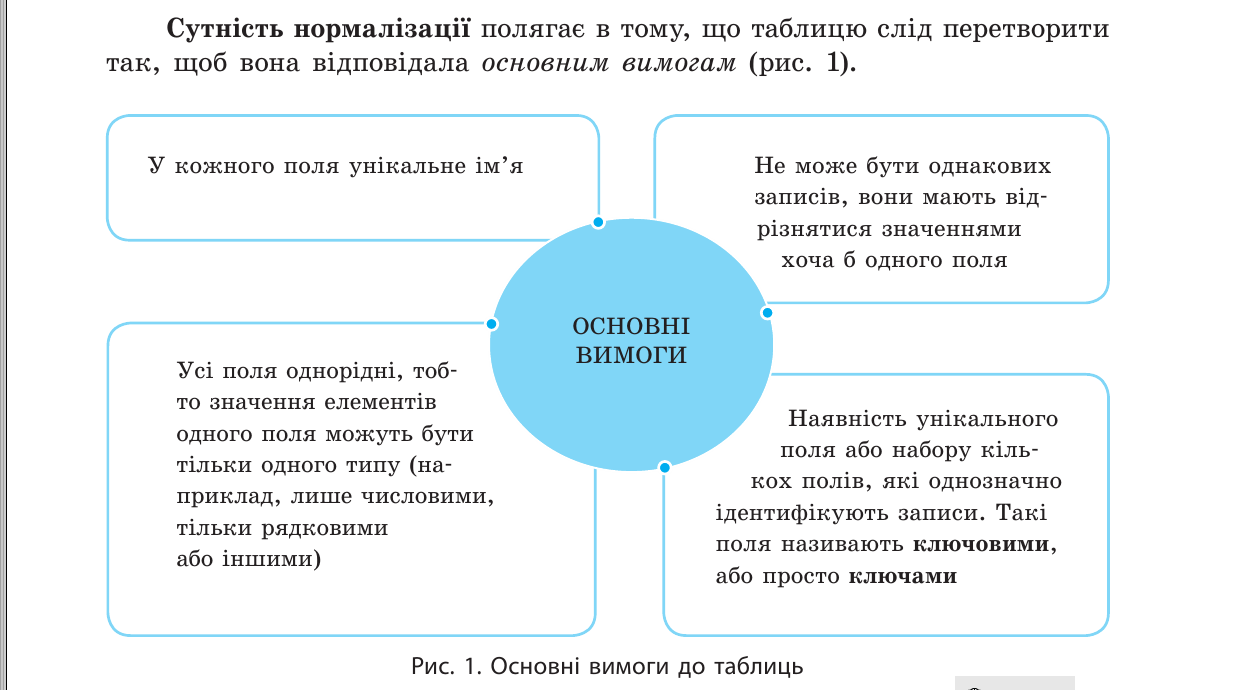 Сутність нормалізації полягає в тому, що таблицю слід перетворити
так, щоб вона відповідала основним вимогам (рис. 1).
У кожного поля унікальне ім’я
Не може бути однакових
записів, вони мають від-
різнятися значеннями
хоча б одного поля
ОСНОВНІ
ВИМОГИ
Усі поля однорідні, тоб-
то значення елементів
одного поля можуть бути
тільки одного типу (на-
приклад, лише числовими,
тільки рядковими
або іншими)
Наявність унікального
поля або набору кіль-
кох полів, які однозначно
ідентифікують записи. Такі
поля називають ключовими,
або просто ключами
Рис. 1. Основні вимоги до таблиць